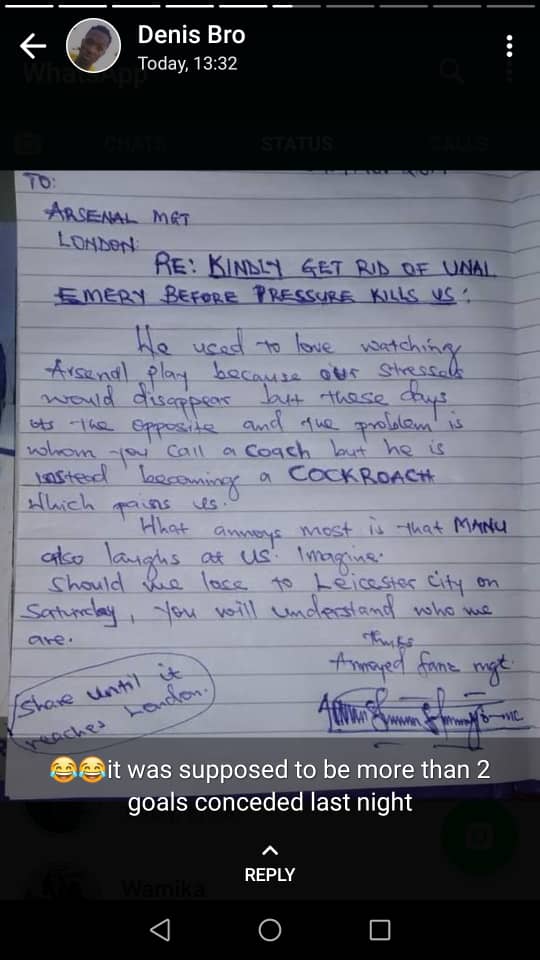 Denis Bro
Today, 13:32
WhatsApp
CHATS STATUS CALLS
TO:
ARSENAL MGT
LONDON:
RE: KINDLY GET RID OF UNAI
EMERY BEFORE PRESSURE KILLS US:
We used to love watching
Arsenal play because our stresses
would disappear but these days
its the opposite and the problem is
whom you call a coach but he is
instead becoming a COCKROACH
Which pains us.
What annoys most is that MANU
also laughs at us. Imagine.
Should we lose to Leicester City on
Saturday, you will understand who we
are.
Thnks
Annoyed fans mgt.
Share until it
reaches London.
😂😂it was supposed to be more than 2
goals conceded last night
REPLY
Wamika